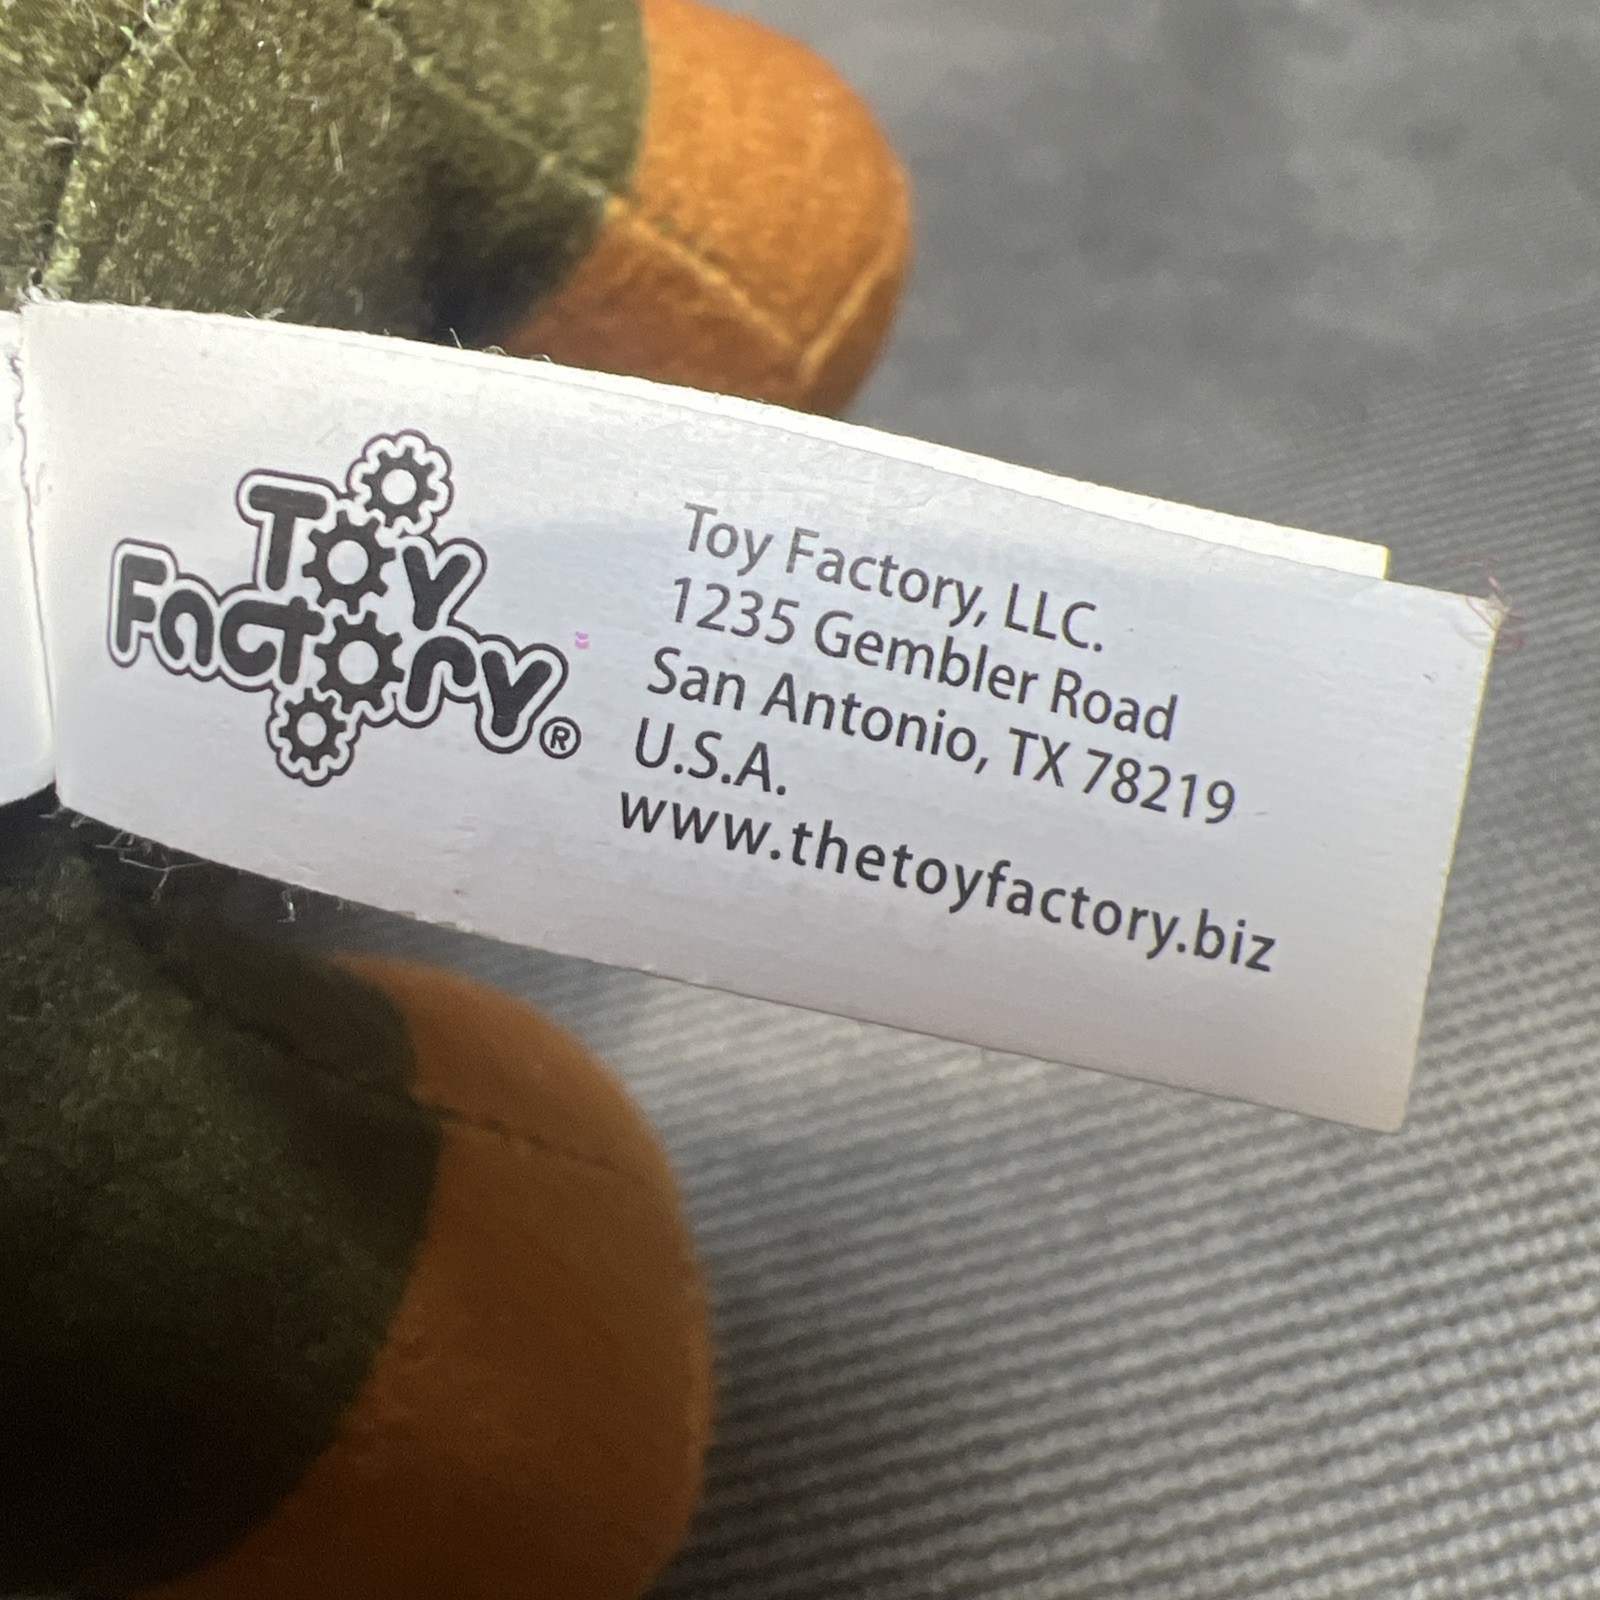 Toy
Factory®
Toy Factory, LLC.
1235 Gembler Road
San Antonio, TX 78219
U.S.A.
www.thetoyfactory.biz